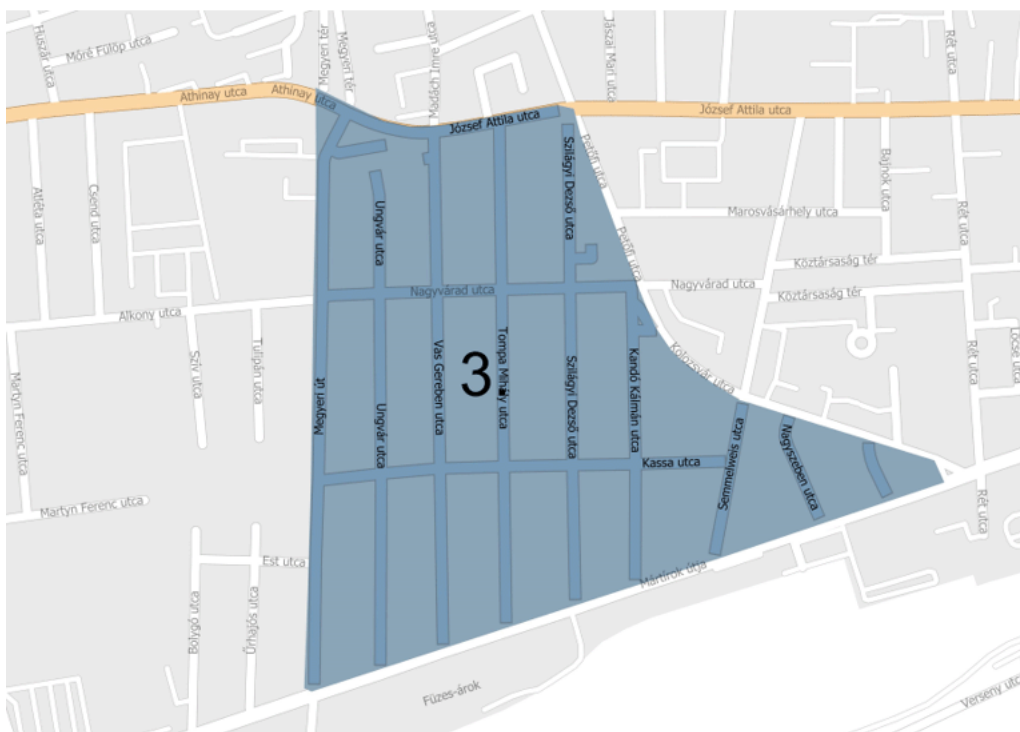 Huszár utca
Móré Fülöp utca
Megyeri tér
Megyeri tér
Madách Imre utca
Jászai Mari utca
Rét utca
Athinay utca
Athinay utca
József Attila utca
József Attila utca
Petőfi utca
Szilágyi Dezső utca
Bajnok utca
Atléta utca
Csend utca
Ungvár utca
Marosvásárhely utca
Rét utca
Petőfi utca
Köztársaság tér
Nagyvárad utca
Nagyvárad utca
Köztársaság tér
Alkony utca
Szív utca
Tulipán utca
Martyn Ferenc utca
Megyeri út
Ungvár utca
Vas Gereben utca
3.
Tompa Mihály utca
Szilágyi Dezső utca
Kandó Kálmán utca
Kolozsvár utca
Rét utca
Lőcse utca
Kassa utca
Semmelweis utca
Nagyszeben utca
Rét utca
Martyn Ferenc utca
Est utca
Bolygó utca
Űrhajós utca
Mártírok útja
Füzes-árok
Verseny utca